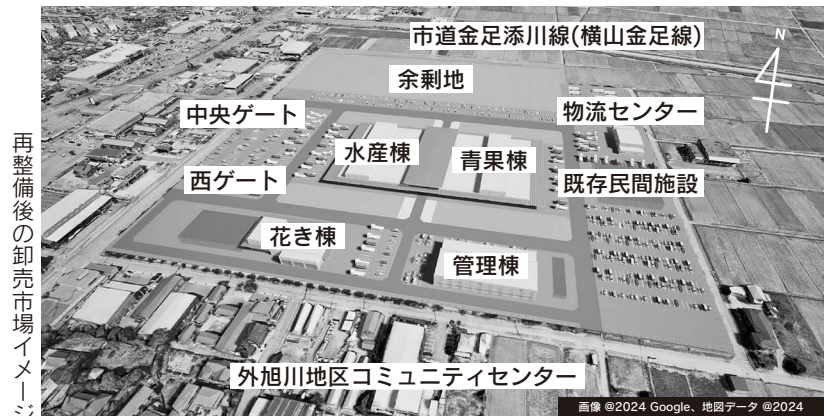 再整備後の卸売市場イメージ
市道金足添川線(横山金足線)
N
余剰地
中央ゲート
物流センター
水産棟
青果棟
西ゲート
既存民間施設
花き棟
管理棟
外旭川地区コミュニティセンター
画像 @2024 Google、地図データ @2024